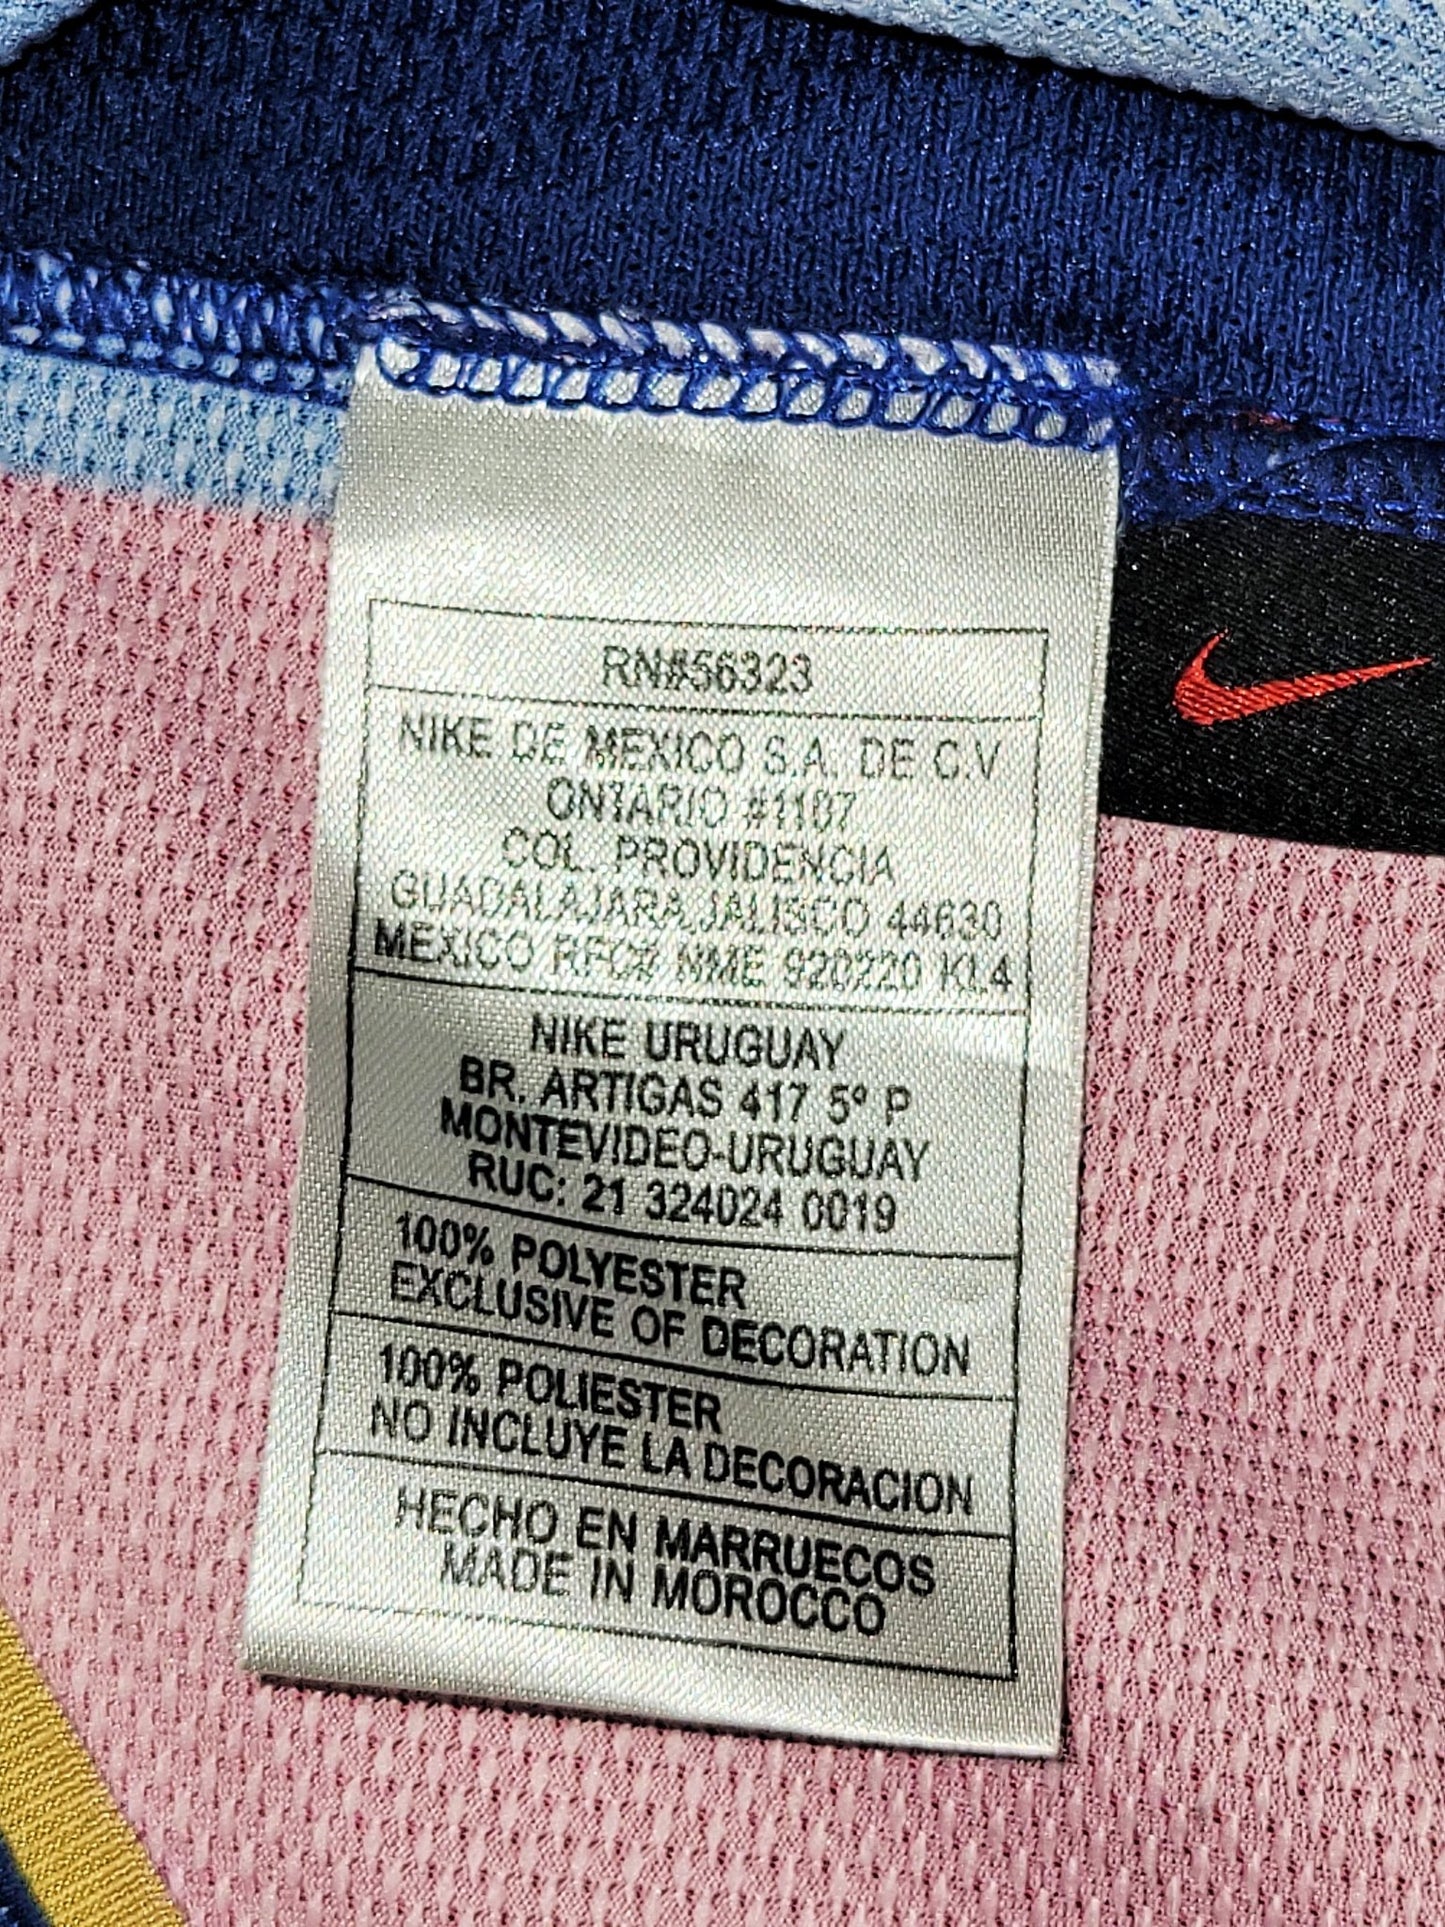 RN#56323
NIKE DE MEXICO S.A. DE C.V
ONTARIO #1107
COL. PROVIDENCIA
GUADALAJARA, JALISCO 44630
MEXICO RFC# NME 920220 KL4
NIKE URUGUAY
BR. ARTIGAS 417 5º P
MONTEVIDEO-URUGUAY
RUC: 21 324024 0019
100% POLYESTER
EXCLUSIVE OF DECORATION
100% POLIESTER
NO INCLUYE LA DECORACION
HECHO EN MARRUECOS
MADE IN MOROCCO